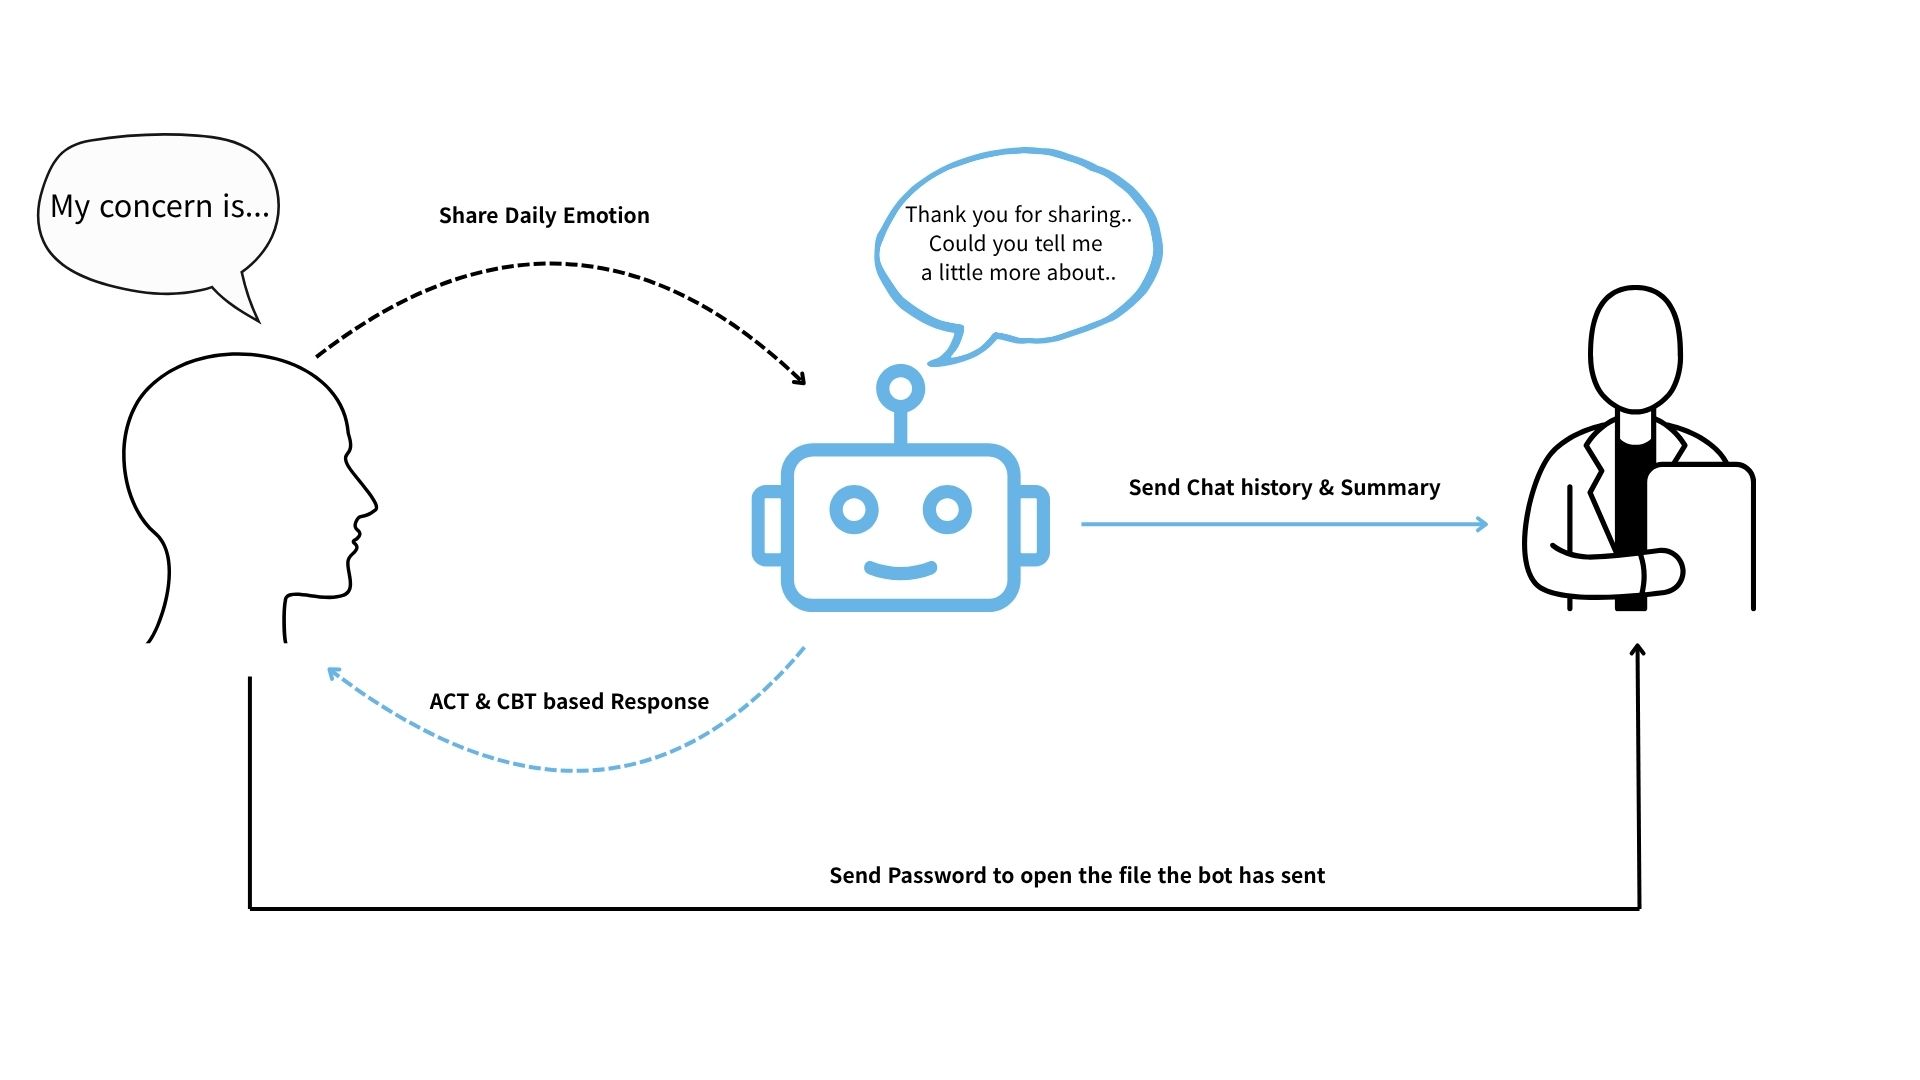 My concern is...
Share Daily Emotion
Thank you for sharing..
Could you tell me
a little more about..
Send Chat history & Summary
ACT & CBT based Response
Send Password to open the file the bot has sent